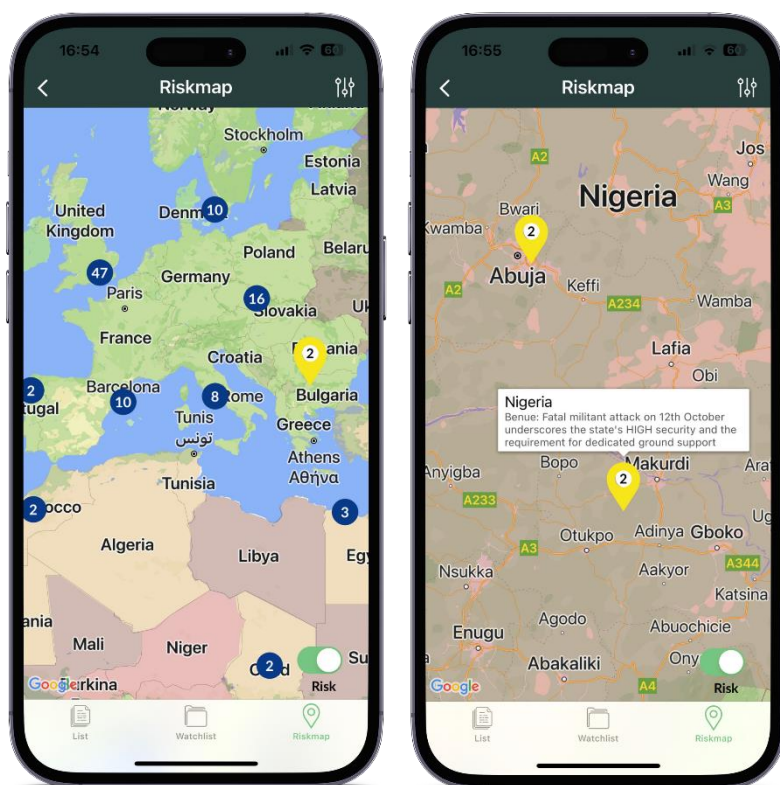 16:54
Riskmap
Norway
Stockholm
Estonia
Latvia
United
Kingdom
Denm
10
Poland
Belaru
47
Germany
Paris
16
Slovakia
Uk
France
Croatia
2
ania
Barcelona
2
tugal
10
8
Rome
Bulgaria
Tunis
تونس
Greece
Athens
Αθήνα
Tunisia
2
occo
3
Algeria
Libya
Egy
ania
Mali
Niger
2
C
d
Su
Google
urkina
Risk
List
Watchlist
Riskmap
16:55
Riskmap
Jos
A2
Wang
Nigeria
A3
Bwari
Kwamba
2
Abuja
Keffi
A2
A234
Wamba
Lafia
Obi
Nigeria
Benue: Fatal militant attack on 12th October
underscores the state's HIGH security and the
requirement for dedicated ground support
Anyigba
Bopo
Makurdi
Ara
2
A233
Ug
A3
Otukpo
Adinya
Gboko
Nsukka
Aakyor
A344
Katsina
Agodo
Abuochicie
Enugu
Abakaliki
Ony
Google
A4
Risk
List
Watchlist
Riskmap